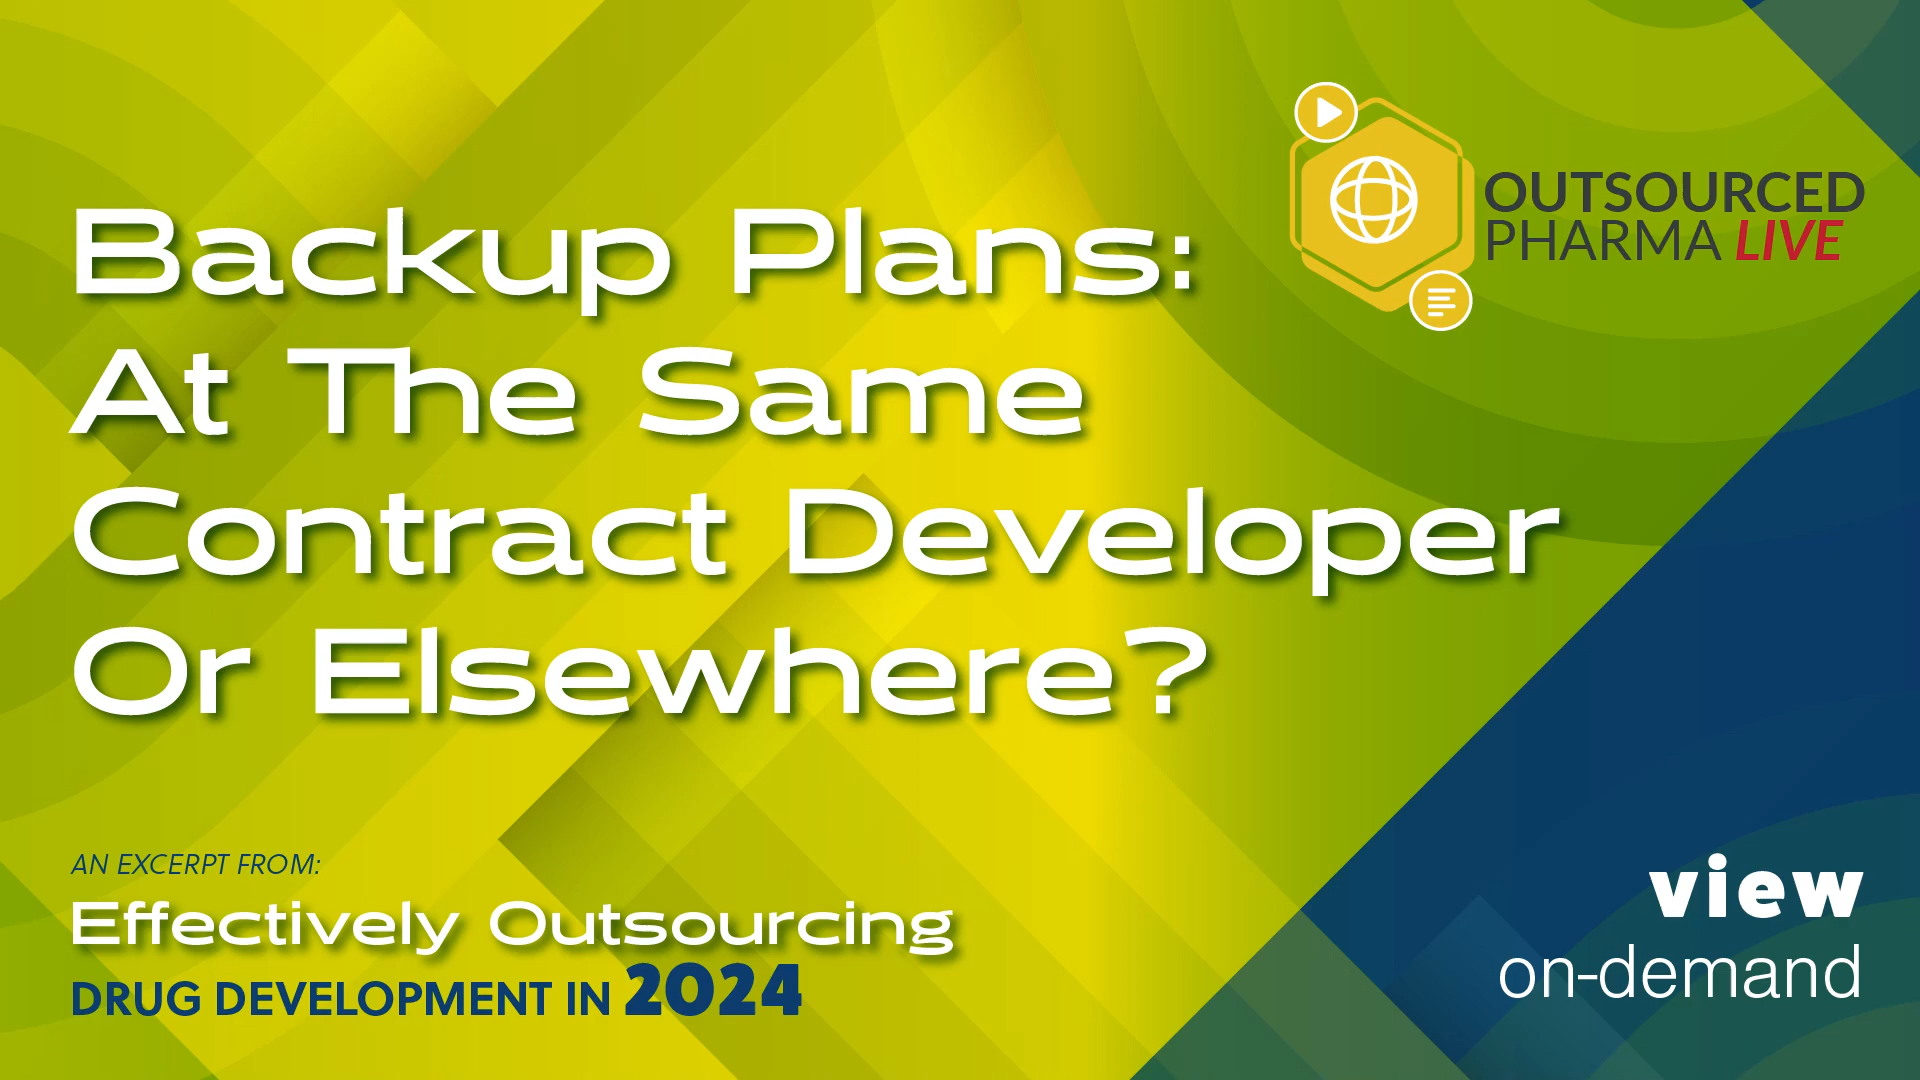 Backup Plans:
At The Same
Contract Developer
Or Elsewhere?
OUTSOURCED
PHARMA LIVE
AN EXCERPT FROM:
Effectively Outsourcing
DRUG DEVELOPMENT IN 2024
view
on-demand